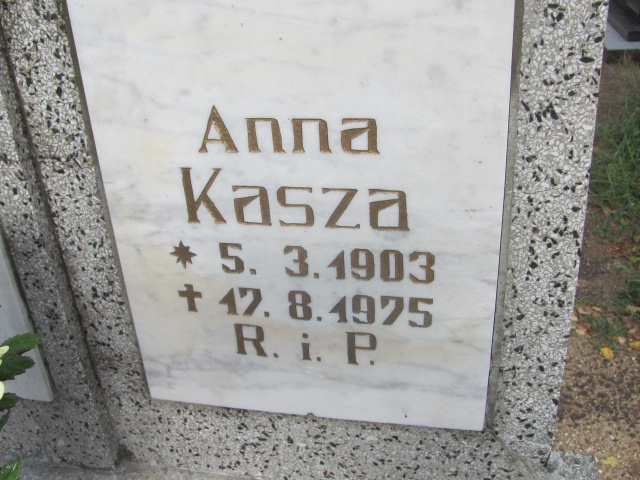 Anna
Kasza
* 5. 3. 1903
† 17. 8. 1975
R. i. P.